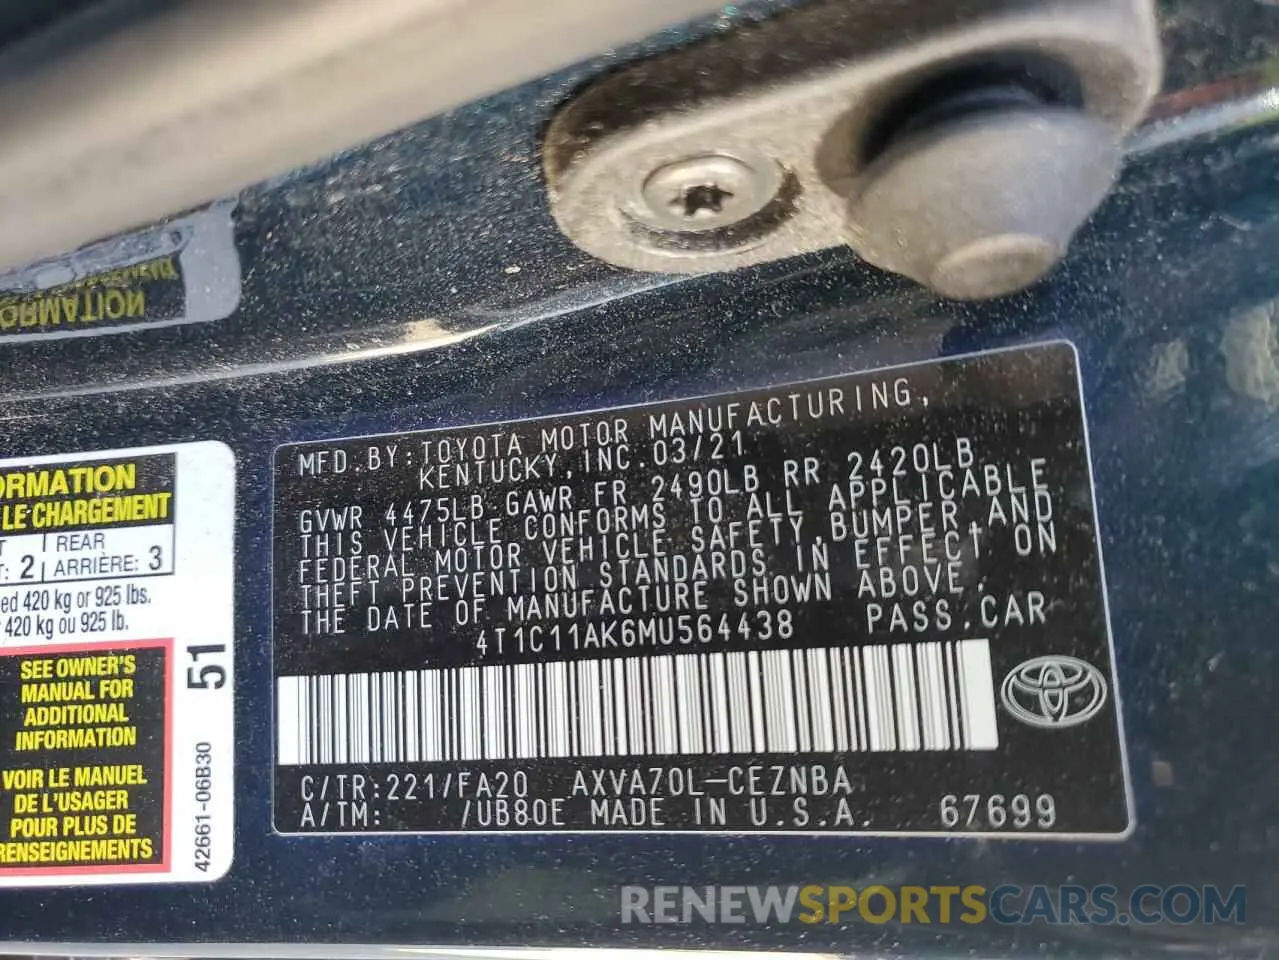 NOITAM
ORMATION
LE CHARGEMENT
REAR
: 2 ARRIÈRE: 3
ed 420 kg or 925 lbs.
420 kg ou 925 lb.
SEE OWNER'S
MANUAL FOR
ADDITIONAL
INFORMATION
VOIR LE MANUEL
DE L'USAGER
POUR PLUS DE
RENSEIGNEMENTS
51
42661-06B30
MFD.BY:TOYOTA MOTOR MANUFACTURING,
KENTUCKY,INC.03/21
GVWR 4475LB GAWR FR 2490LB RR 2420LB
THIS VEHICLE CONFORMS TO ALL APPLICABLE
FEDERAL MOTOR VEHICLE SAFETY,BUMPER,AND
THEFT PREVENTION STANDARDS IN EFFECT ON
THE DATE OF MANUFACTURE SHOWN ABOVE.
4T1C11AK6MU564438 PASS.CAR
C/TR:221/FA20 AXVA70L-CEZNBA
A/TM: /UB80E MADE IN U.S.A. 67699
RENEWSPORTSCARS.COM